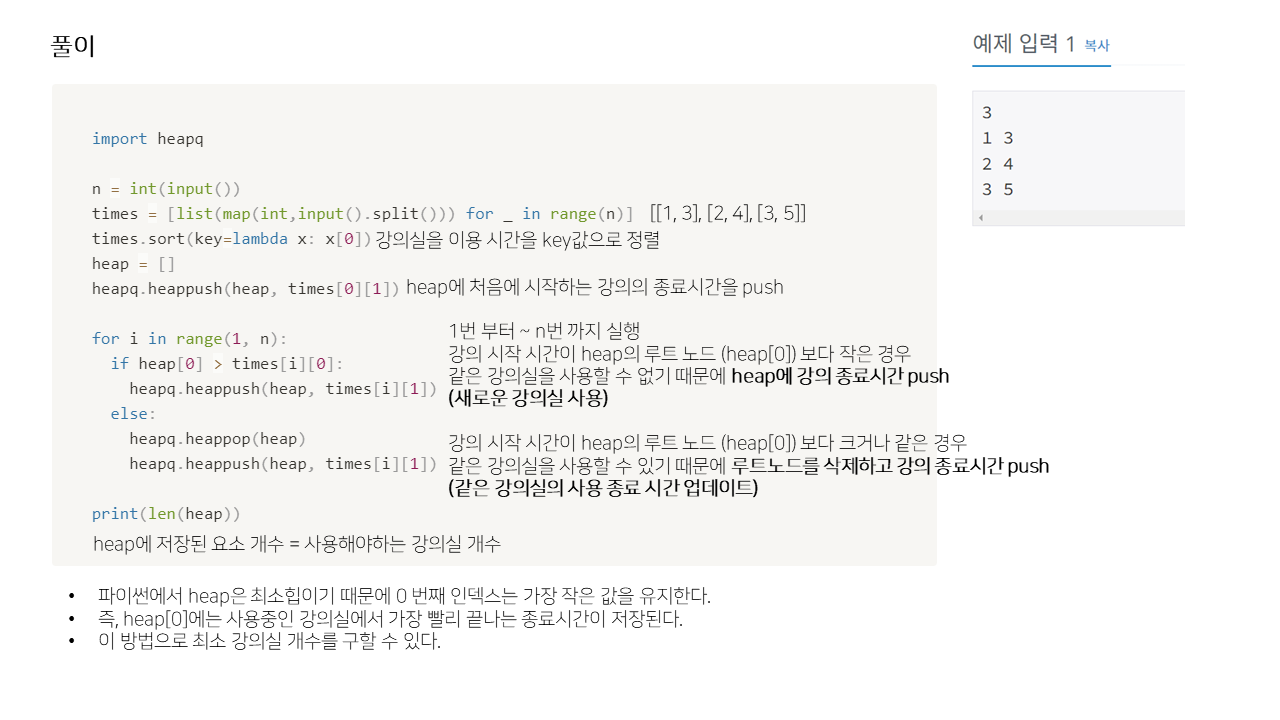 풀이
예제 입력 1 복사
3
1 3
2 4
3 5
import heapq
n = int(input())
times = [list(map(int,input().split())) for _ in range(n)] [[1, 3], [2, 4], [3, 5]]
times.sort(key=lambda x: x[0]) 강의실을 이용 시간을 key값으로 정렬
heap = []
heapq.heappush(heap, times[0][1]) heap에 처음에 시작하는 강의의 종료시간을 push
for i in range(1, n):
if heap[0] > times[i][0]:
heapq.heappush(heap, times[i][1])
else:
heapq.heappop(heap)
heapq.heappush(heap, times[i][1])
print(len(heap))
1번 부터 ~ n번 까지 실행
강의 시작 시간이 heap의 루트 노드 (heap[0]) 보다 작은 경우
같은 강의실을 사용할 수 없기 때문에 heap에 강의 종료시간 push
(새로운 강의실 사용)
강의 시작 시간이 heap의 루트 노드 (heap[0]) 보다 크거나 같은 경우
같은 강의실을 사용할 수 있기 때문에 루트노드를 삭제하고 강의 종료시간 push
(같은 강의실의 사용 종료 시간 업데이트)
heap에 저장된 요소 개수 = 사용해야하는 강의실 개수
• 파이썬에서 heap은 최소힙이기 때문에 0 번째 인덱스는 가장 작은 값을 유지한다.
• 즉, heap[0]에는 사용중인 강의실에서 가장 빨리 끝나는 종료시간이 저장된다.
• 이 방법으로 최소 강의실 개수를 구할 수 있다.